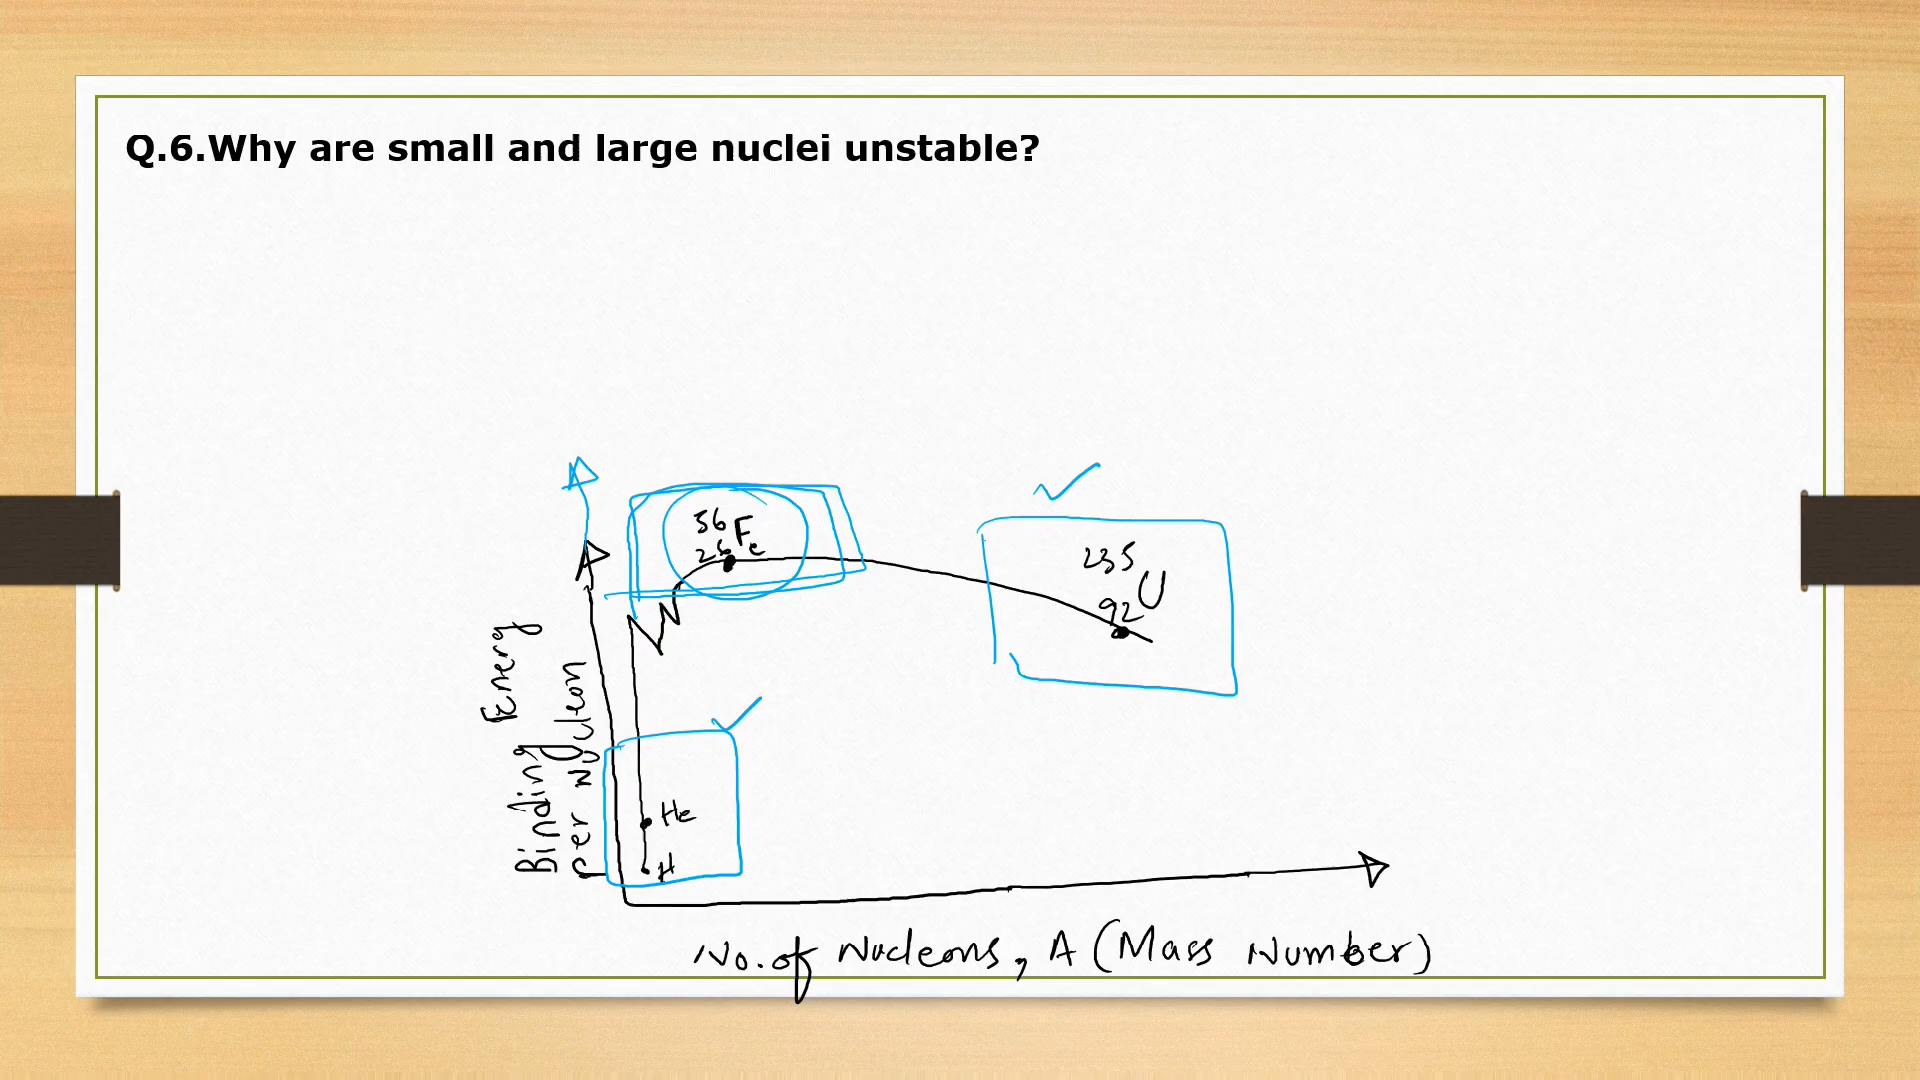 Q.6.Why are small and large nuclei unstable?
56
26 Fe
235
92 U
Binding Energy
per Nucleon
He
H
No. of Nucleons, A (Mass Number)